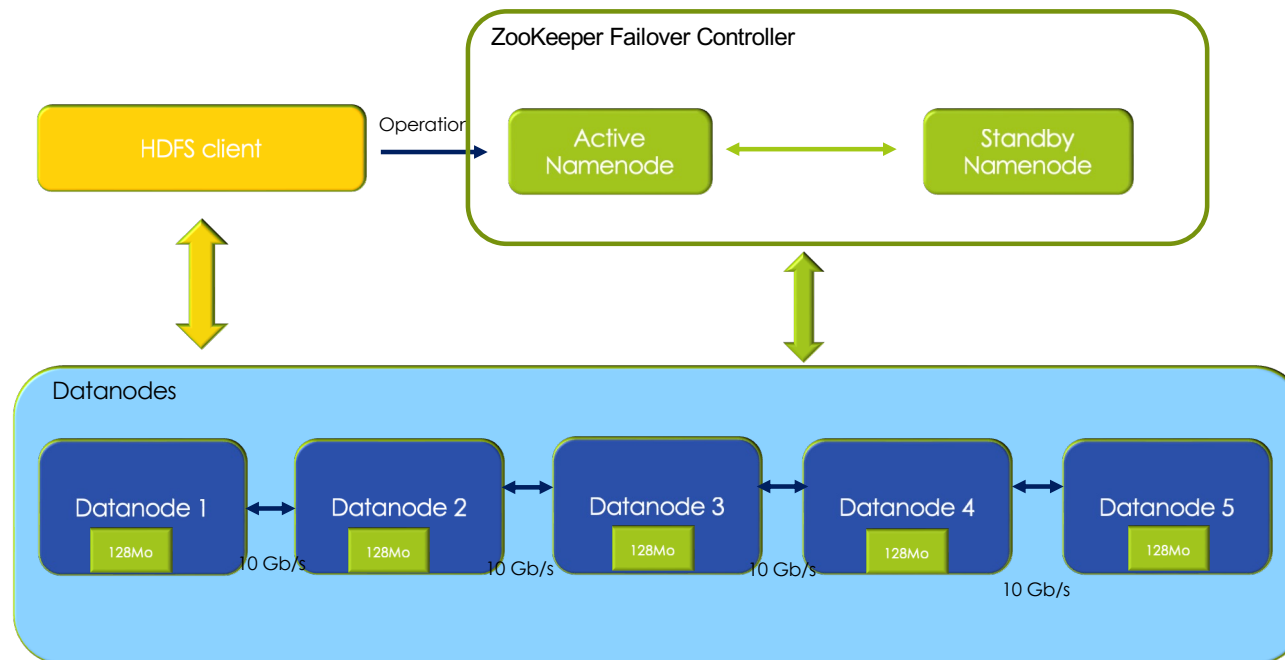 ZooKeeper Failover Controller
HDFS client
Operation
Active
Namenode
Standby
Namenode
Datanodes
Datanode 1
128Mo
10 Gb/s
Datanode 2
128Mo
10 Gb/s
Datanode 3
128Mo
10 Gb/s
Datanode 4
128Mo
10 Gb/s
Datanode 5
128Mo